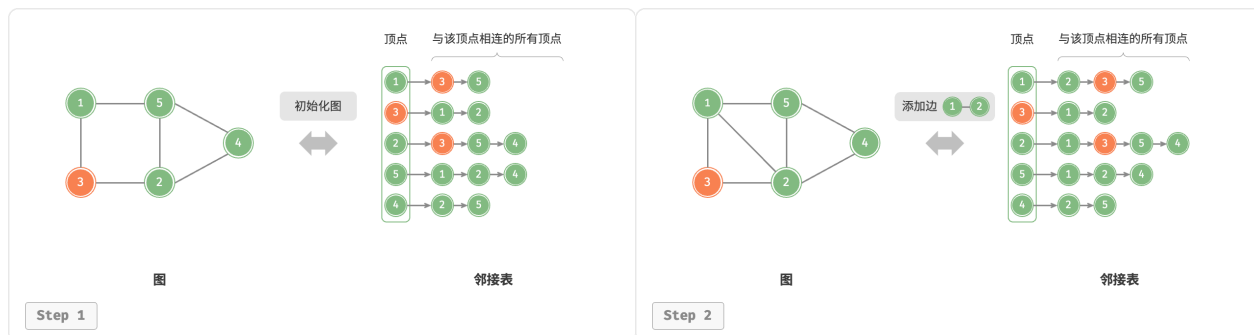 顶点 与该顶点相连的所有顶点
1 5 4 3 2
初始化图
1 3 5
3 1 2
2 3 5 4
5 1 2 4
4 2 5
图 邻接表
Step 1
顶点 与该顶点相连的所有顶点
1 5 4 3 2
添加边 1 2
1 2 3 5
3 1 2
2 1 3 5 4
5 1 2 4
4 2 5
图 邻接表
Step 2